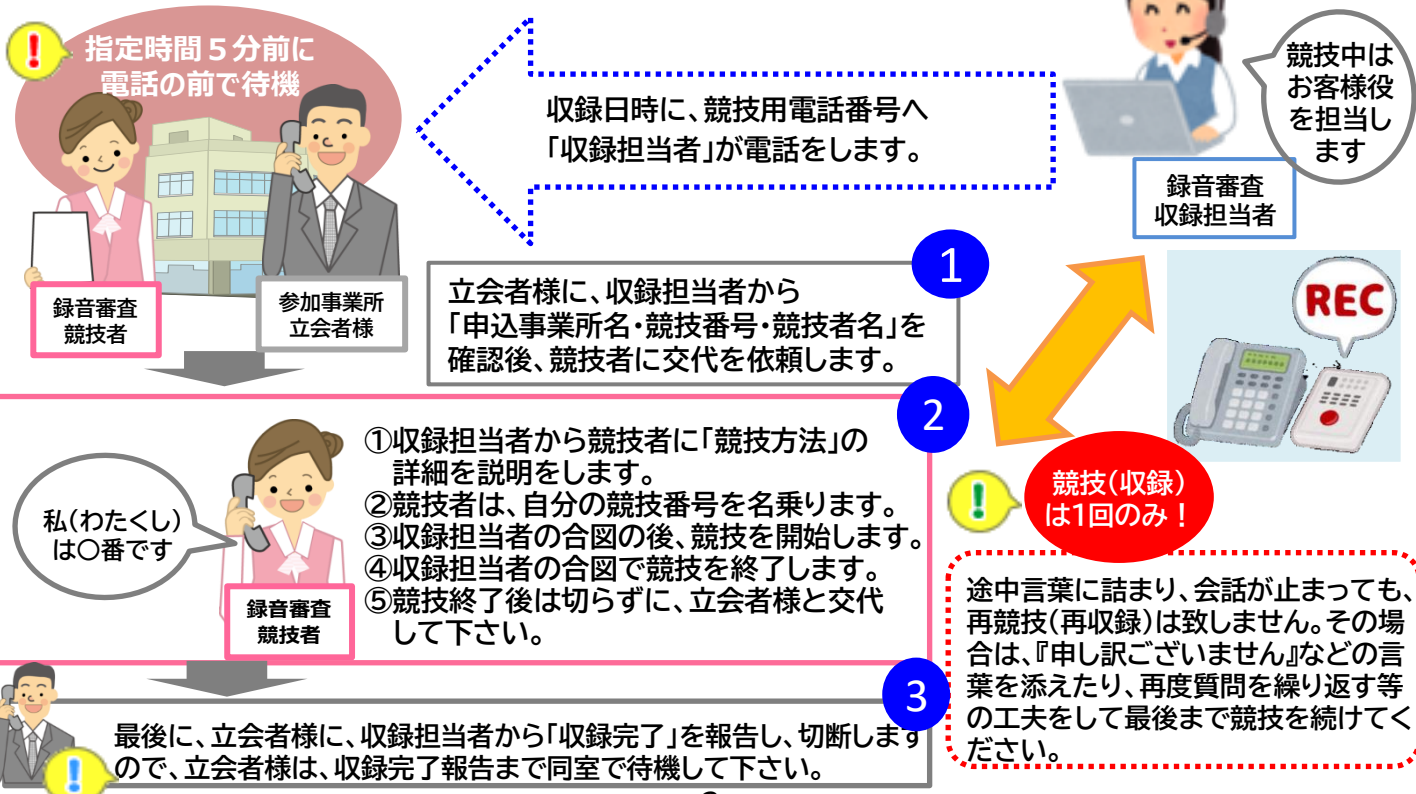 指定時間５分前に
電話の前で待機
収録日時に、競技用電話番号へ
「収録担当者」が電話をします。
競技中は
お客様役
を担当し
ます
録音審査
収録担当者
録音審査
競技者
参加事業所
立会者様
1
立会者様に、収録担当者から
「申込事業所名・競技番号・競技者名」を
確認後、競技者に交代を依頼します。
REC
2
①収録担当者から競技者に「競技方法」の
詳細を説明をします。
②競技者は、自分の競技番号を名乗ります。
③収録担当者の合図の後、競技を開始します。
④収録担当者の合図で競技を終了します。
⑤競技終了後は切らずに、立会者様と交代
して下さい。
私（わたくし）
は〇番です
録音審査
競技者
競技（収録）
は1回のみ！
途中言葉に詰まり、会話が止まっても、
再競技（再収録）は致しません。その場
合は、『申し訳ございません』などの言
葉を添えたり、再度質問を繰り返す等
の工夫をして最後まで競技を続けてく
ださい。
3
最後に、立会者様に、収録担当者から「収録完了」を報告し、切断します
ので、立会者様は、収録完了報告まで同室で待機して下さい。